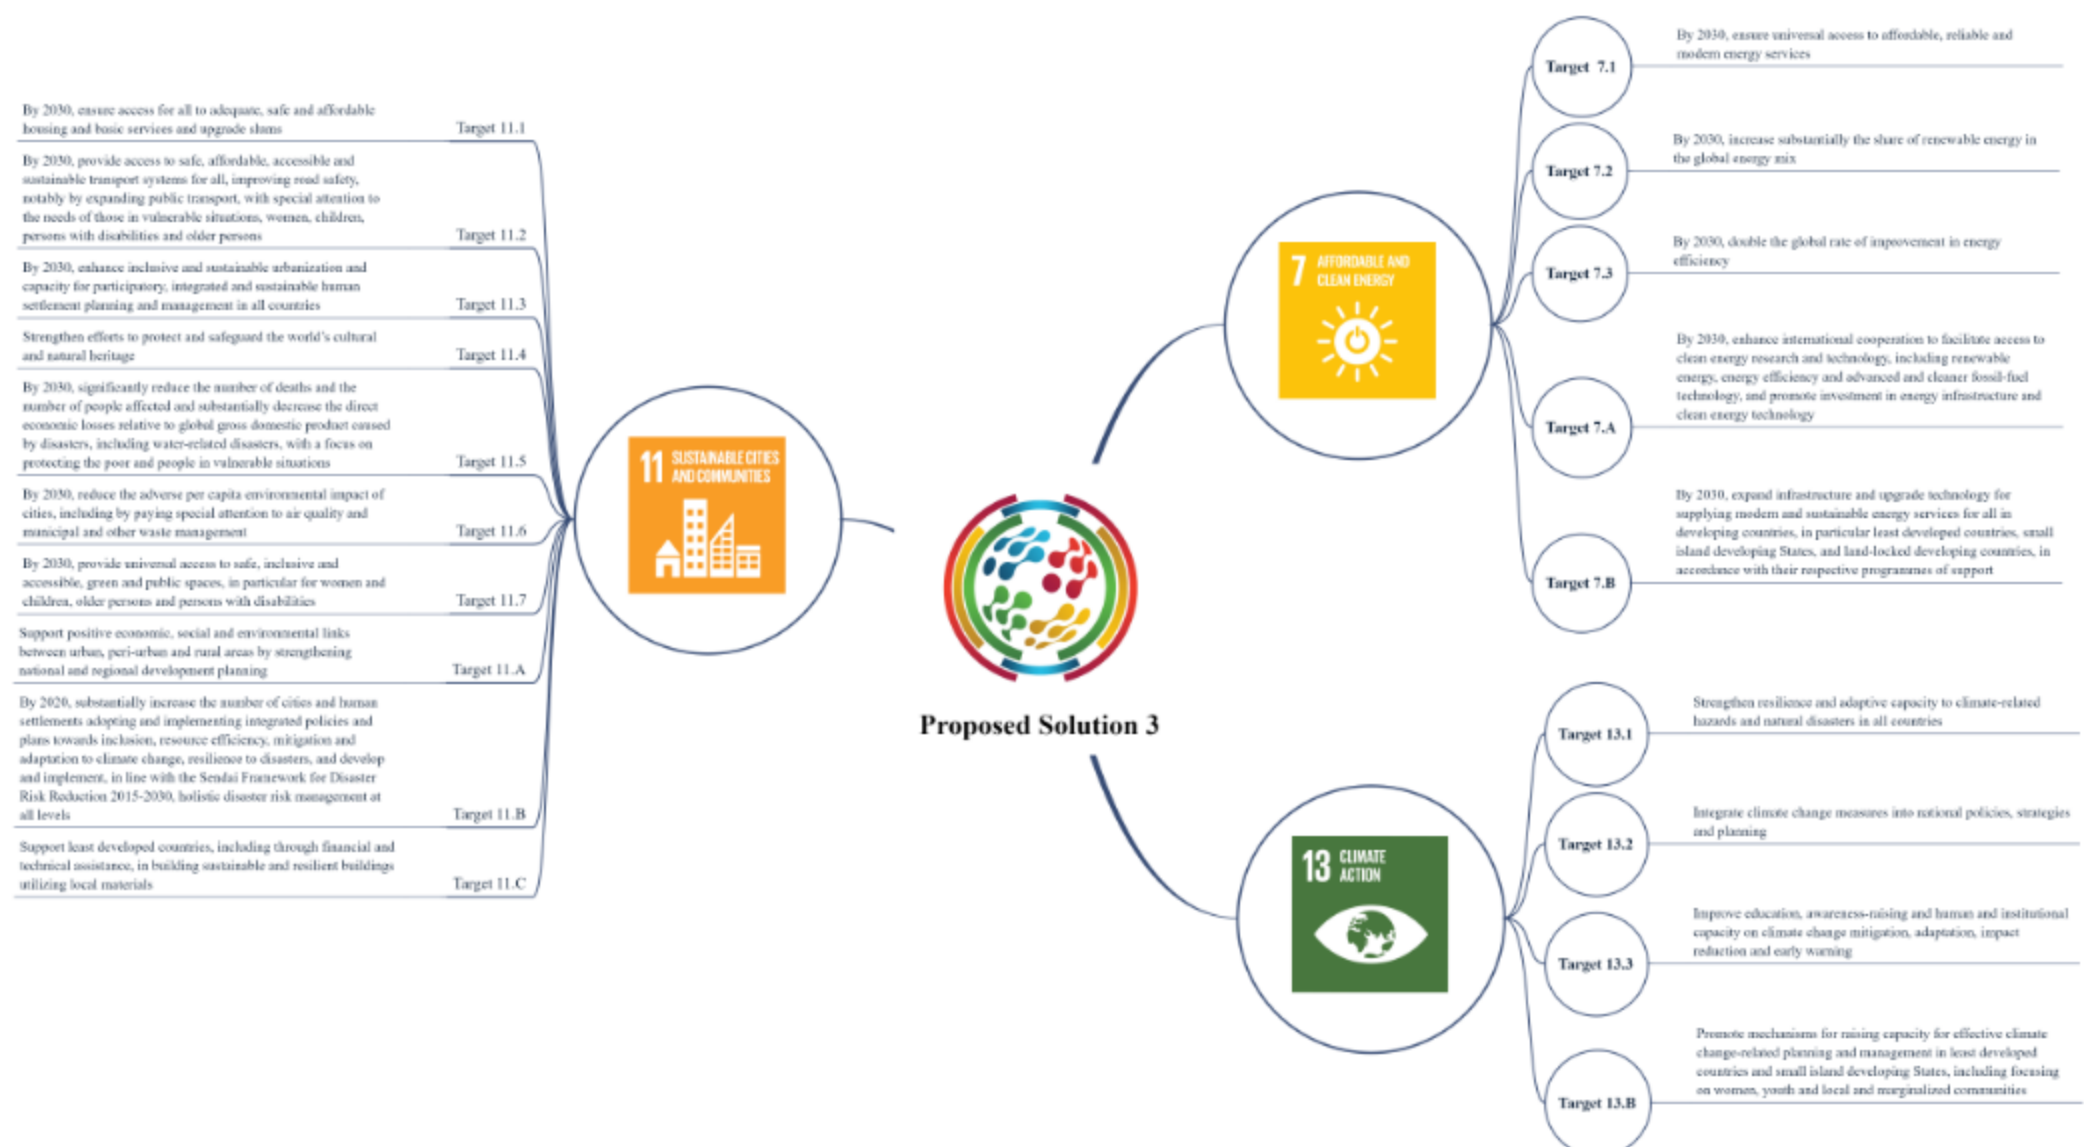 By 2030, ensure access for all to adequate, safe and affordable
housing and basic services and upgrade slums
Target 11.1
By 2030, provide access to safe, affordable, accessible and
sustainable transport systems for all, improving road safety,
notably by expanding public transport, with special attention to
the needs of those in vulnerable situations, women, children,
persons with disabilities and older persons
Target 11.2
By 2030, enhance inclusive and sustainable urbanization and
capacity for participatory, integrated and sustainable human
settlement planning and management in all countries
Target 11.3
Strengthen efforts to protect and safeguard the world's cultural
and natural heritage
Target 11.4
By 2030, significantly reduce the number of deaths and the
number of people affected and substantially decrease the direct
economic losses relative to global gross domestic product caused
by disasters, including water-related disasters, with a focus on
protecting the poor and people in vulnerable situations
Target 11.5
By 2030, reduce the adverse per capita environmental impact of
cities, including by paying special attention to air quality and
municipal and other waste management
Target 11.6
By 2030, provide universal access to safe, inclusive and
accessible, green and public spaces, in particular for women and
children, older persons and persons with disabilities
Target 11.7
Support positive economic, social and environmental links
between urban, peri-urban and rural areas by strengthening
national and regional development planning
Target 11.A
By 2020, substantially increase the number of cities and human
settlements adopting and implementing integrated policies and
plans towards inclusion, resource efficiency, mitigation and
adaptation to climate change, resilience to disasters, and develop
and implement, in line with the Sendai Framework for Disaster
Risk Reduction 2015-2030, holistic disaster risk management at
all levels
Target 11.B
Support least developed countries, including through financial and
technical assistance, in building sustainable and resilient buildings
utilizing local materials
Target 11.C
11 SUSTAINABLE CITIES
AND COMMUNITIES
Proposed Solution 3
7 AFFORDABLE AND
CLEAN ENERGY
Target 7.1
By 2030, ensure universal access to affordable, reliable and
modern energy services
Target 7.2
By 2030, increase substantially the share of renewable energy in
the global energy mix
Target 7.3
By 2030, double the global rate of improvement in energy
efficiency
Target 7.A
By 2030, enhance international cooperation to facilitate access to
clean energy research and technology, including renewable
energy, energy efficiency and advanced and cleaner fossil-fuel
technology, and promote investment in energy infrastructure and
clean energy technology
Target 7.B
By 2030, expand infrastructure and upgrade technology for
supplying modern and sustainable energy services for all in
developing countries, in particular least developed countries, small
island developing States, and land-locked developing countries, in
accordance with their respective programmes of support
13 CLIMATE
ACTION
Target 13.1
Strengthen resilience and adaptive capacity to climate-related
hazards and natural disasters in all countries
Target 13.2
Integrate climate change measures into national policies, strategies
and planning
Target 13.3
Improve education, awareness-raising and human and institutional
capacity on climate change mitigation, adaptation, impact
reduction and early warning
Target 13.B
Promote mechanisms for raising capacity for effective climate
change-related planning and management in least developed
countries and small island developing States, including focusing
on women, youth and local and marginalized communities